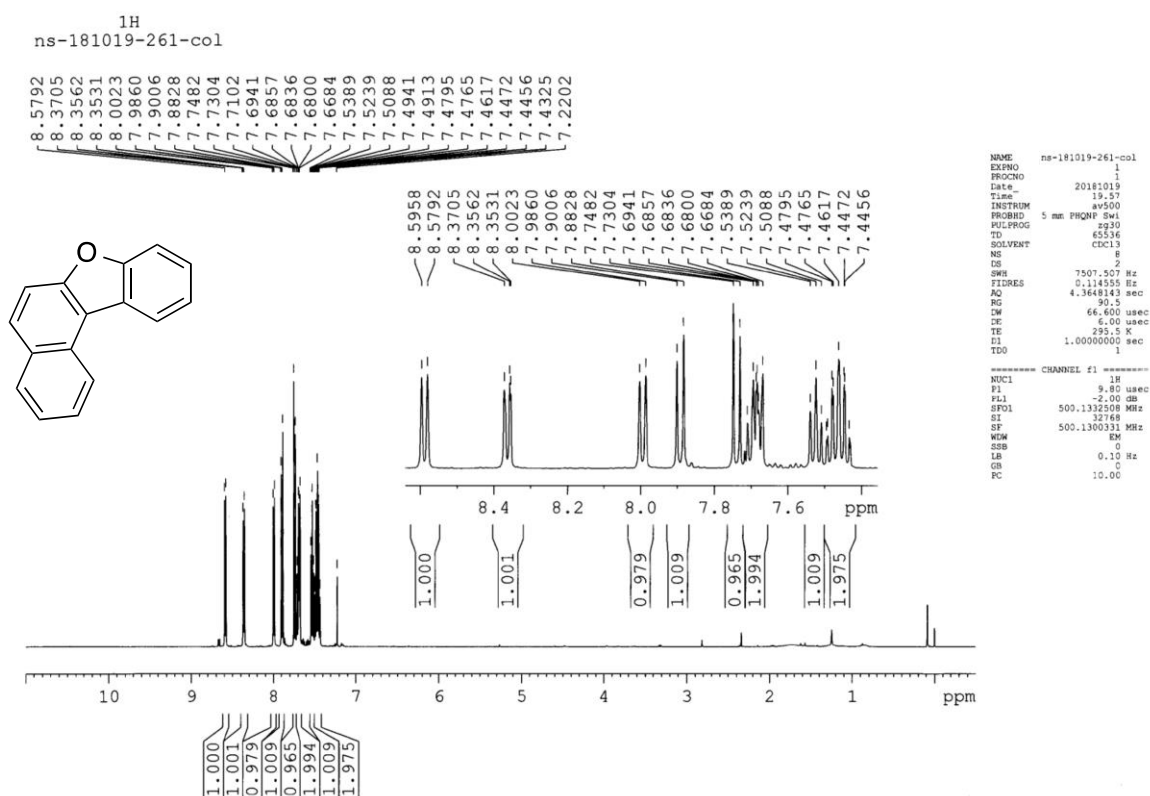 1H
ns-181019-261-col
8.5792
8.3705
8.3562
8.3531
8.0023
7.9860
7.9006
7.8828
7.7482
7.7304
7.7102
7.6941
7.6857
7.6836
7.6800
7.6684
7.5389
7.5239
7.5088
7.4941
7.4913
7.4795
7.4765
7.4617
7.4472
7.4456
7.4325
7.2202
8.5958
8.5792
8.3705
8.3562
8.3531
8.0023
7.9860
7.9006
7.8828
7.7482
7.7304
7.6941
7.6857
7.6836
7.6800
7.6684
7.5389
7.5239
7.5088
7.4795
7.4765
7.4617
7.4472
7.4456
O
8.4 8.2 8.0 7.8 7.6 ppm
1.000
1.001
0.979
1.009
0.965
1.994
1.009
1.975
10 9 8 7 6 5 4 3 2 1 ppm
1.000
1.001
0.979
1.009
0.965
1.994
1.009
1.975
NAME ns-181019-261-col
EXPNO 1
PROCNO 1
Date_ 20181019
Time 19.57
INSTRUM av500
PROBHD 5 mm PHQNP Swi
PULPROG zg30
TD 65536
SOLVENT CDCl3
NS 8
DS 2
SWH 7507.507 Hz
FIDRES 0.114555 Hz
AQ 4.3648143 sec
RG 90.5
DW 66.600 usec
DE 6.00 usec
TE 295.5 K
D1 1.00000000 sec
TD0 1
======== CHANNEL f1 ========
NUC1 1H
P1 9.80 usec
PL1 -2.00 dB
SFO1 500.1332508 MHz
SI 32768
SF 500.1300331 MHz
WDW EM
SSB 0
LB 0.10 Hz
GB 0
PC 10.00